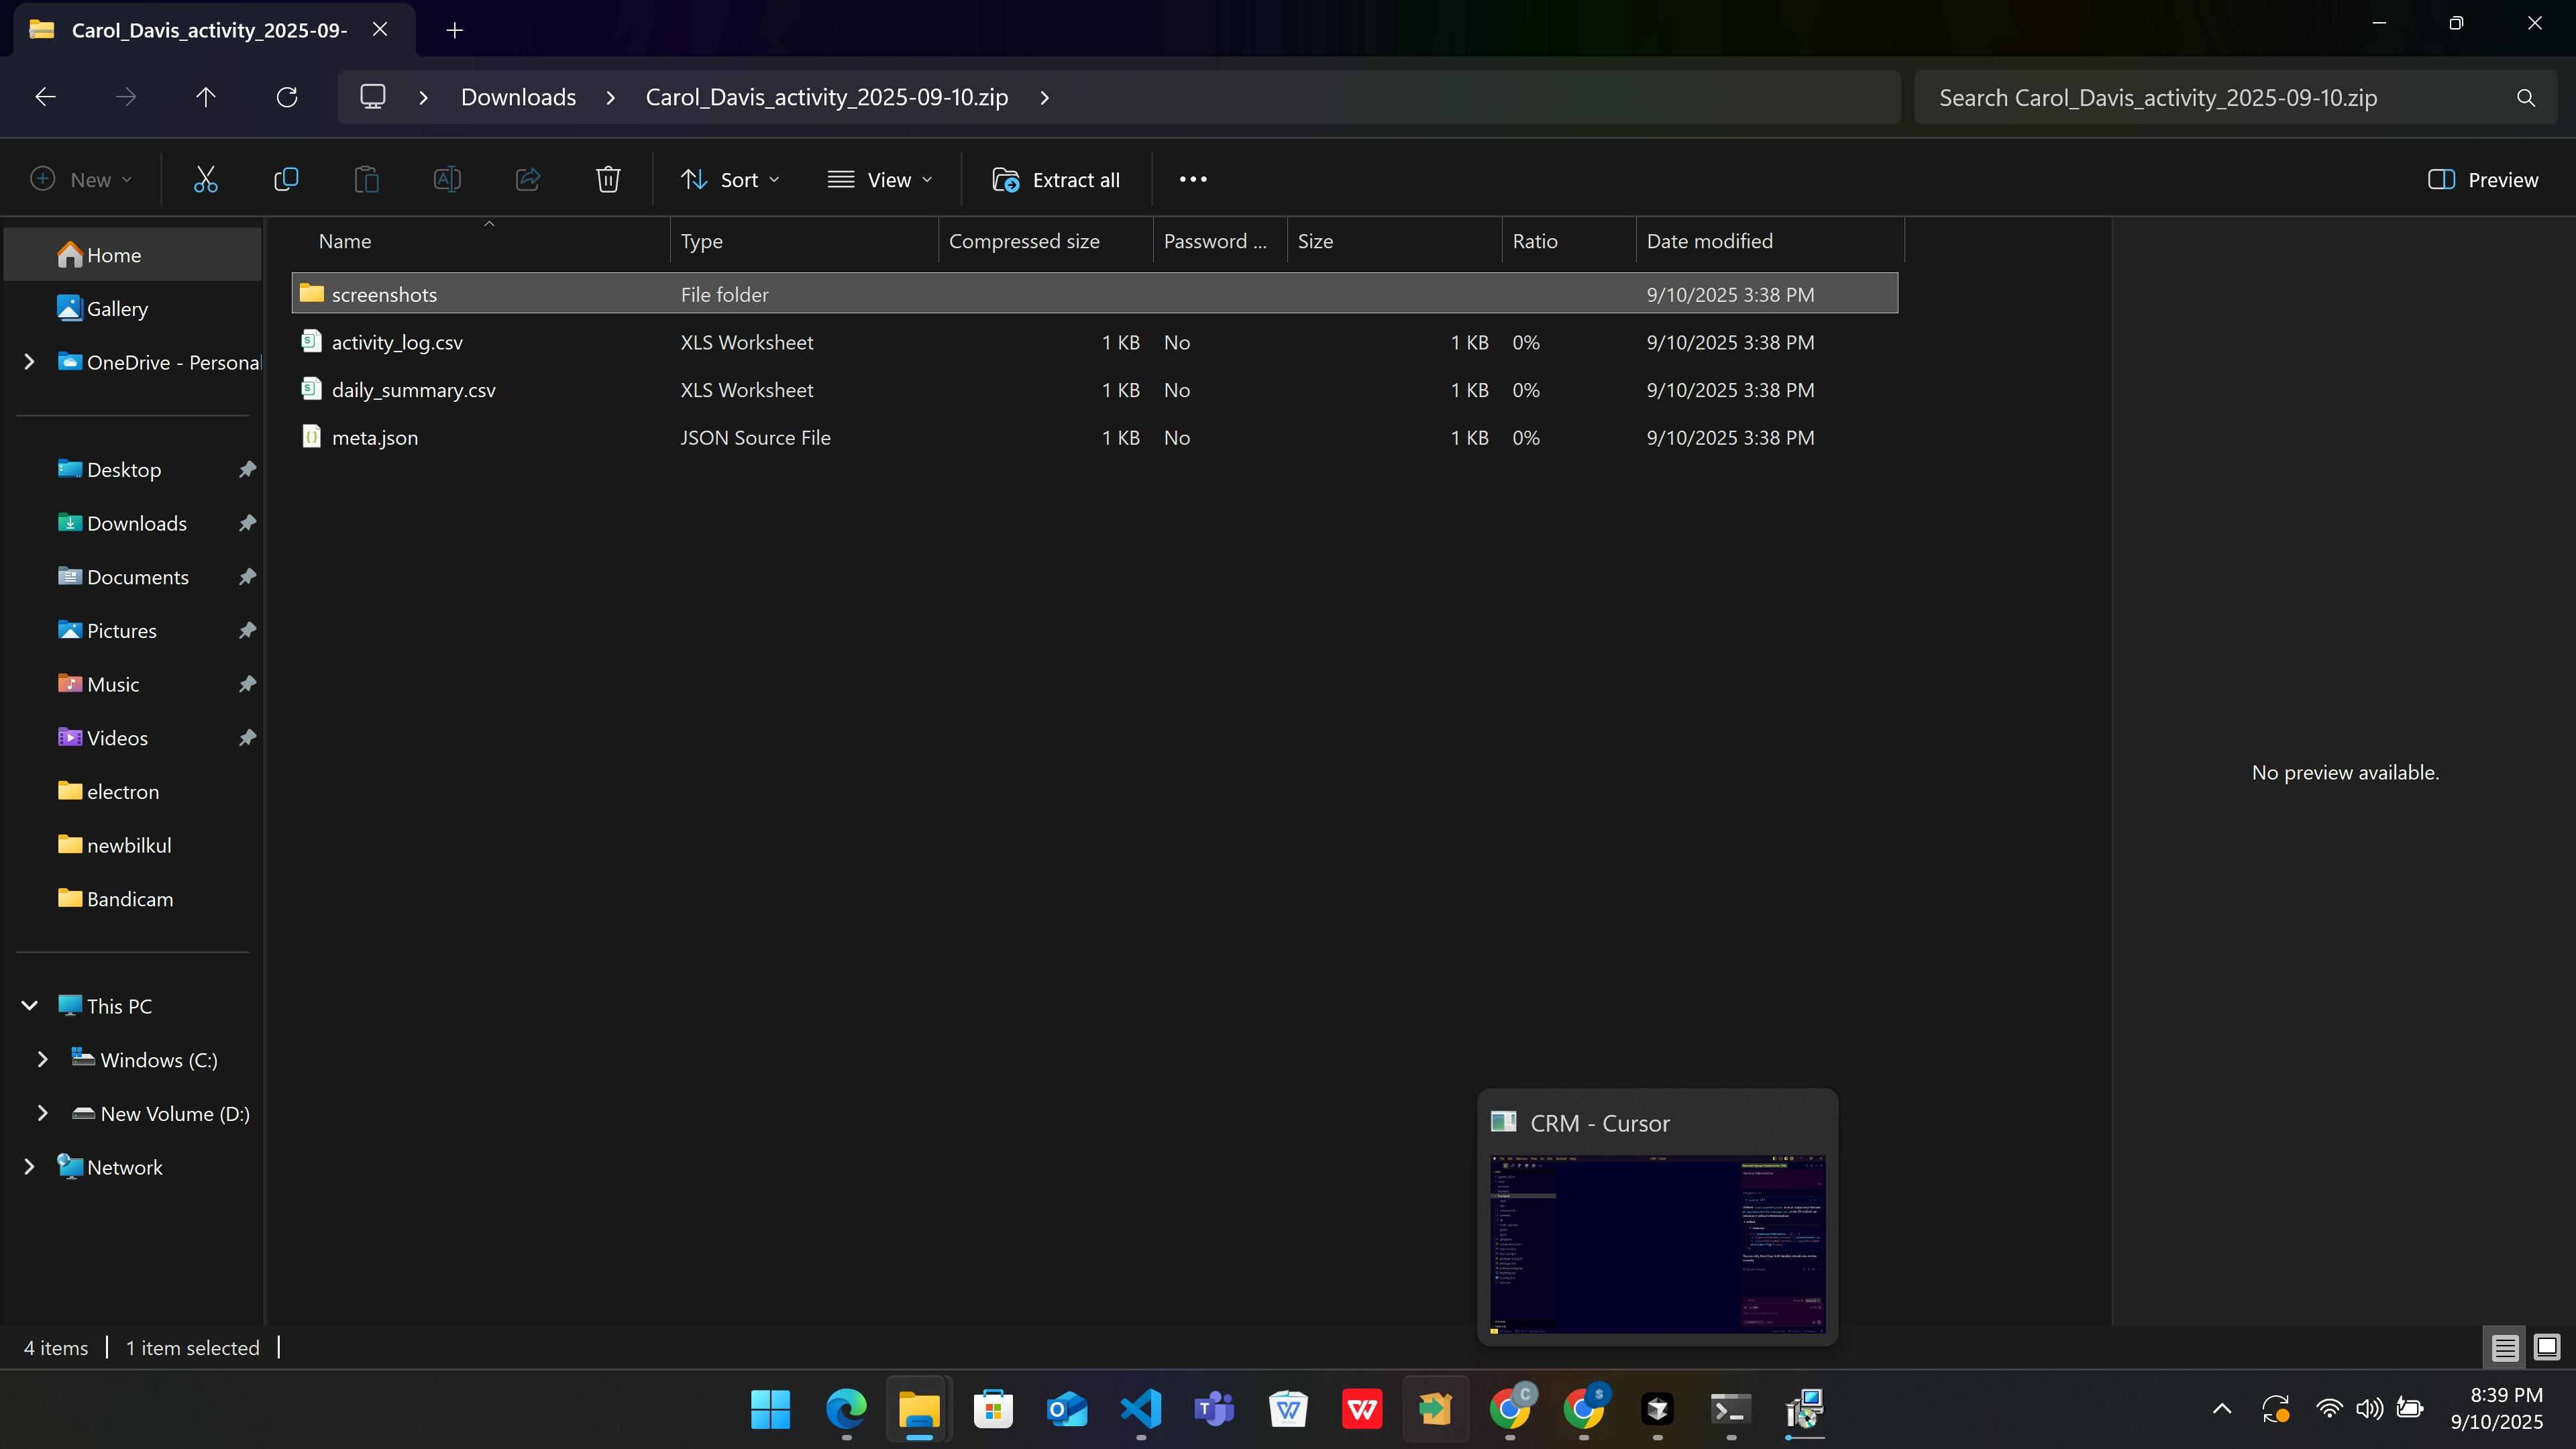 Carol_Davis_activity_2025-09-
Downloads
Carol_Davis_activity_2025-09-10.zip
Search Carol_Davis_activity_2025-09-10.zip
New
Sort
View
Extract all
Preview
Name Type Compressed size Password ... Size Ratio Date modified
screenshots File folder 9/10/2025 3:38 PM
activity_log.csv XLS Worksheet 1 KB No 1 KB 0% 9/10/2025 3:38 PM
daily_summary.csv XLS Worksheet 1 KB No 1 KB 0% 9/10/2025 3:38 PM
meta.json JSON Source File 1 KB No 1 KB 0% 9/10/2025 3:38 PM
Home
Gallery
OneDrive - Personal
Desktop
Downloads
Documents
Pictures
Music
Videos
electron
newbilkul
Bandicam
This PC
Windows (C:)
New Volume (D:)
Network
No preview available.
CRM - Cursor
4 items
1 item selected
8:39 PM
9/10/2025